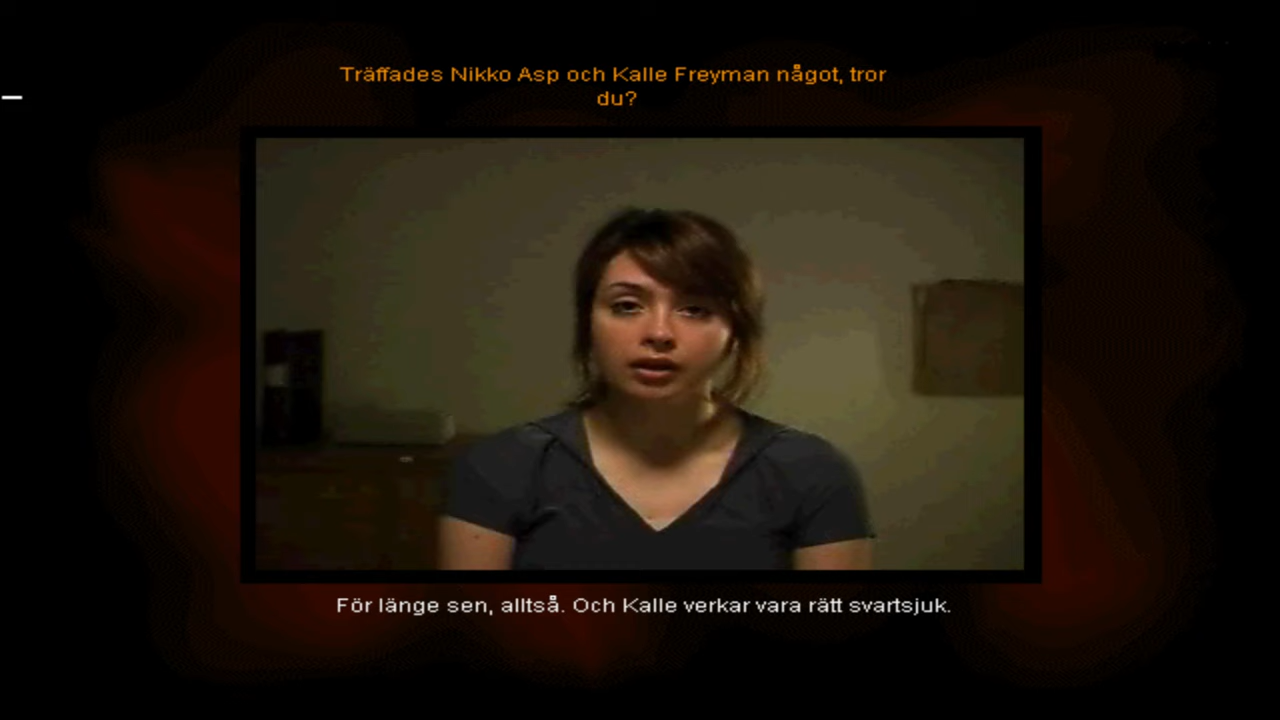 Träffades Nikko Asp och Kalle Freyman något, tror
du?
För länge sen, alltså. Och Kalle verkar vara rätt svartsjuk.